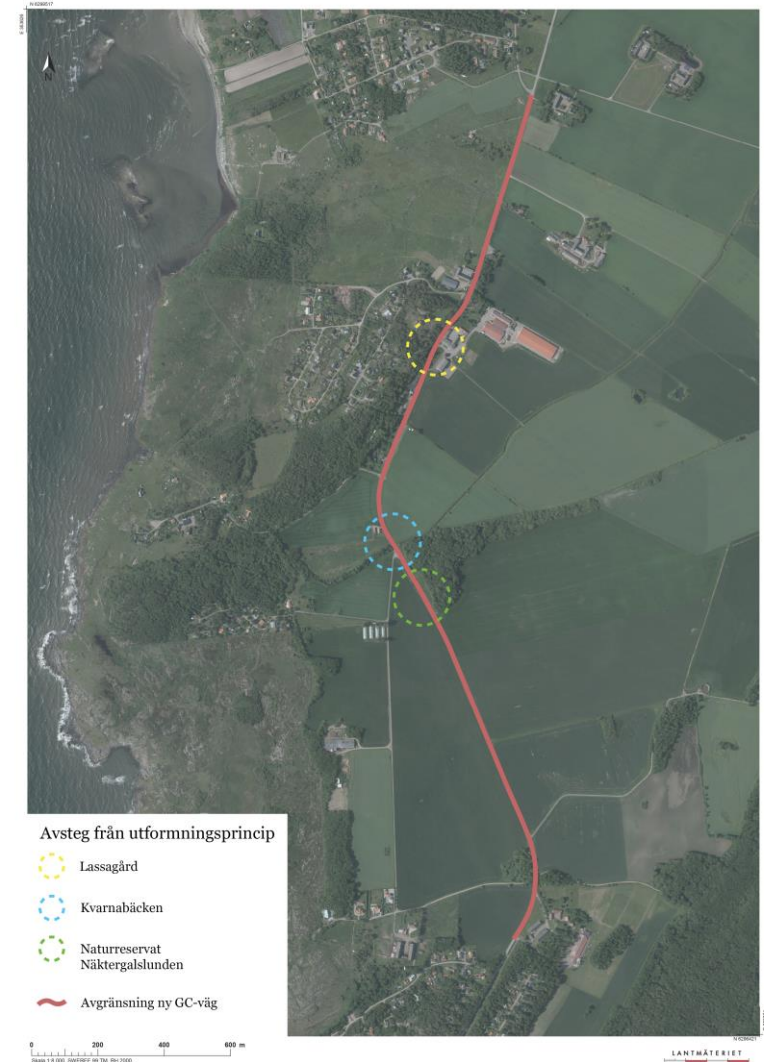 N
Avsteg från utformningsprincip
Lassagård
Kvarnabäcken
Naturreservat
Näktergalslunden
Avgränsning ny GC-väg
0 200 400 600 m
LANTMÄTERIET